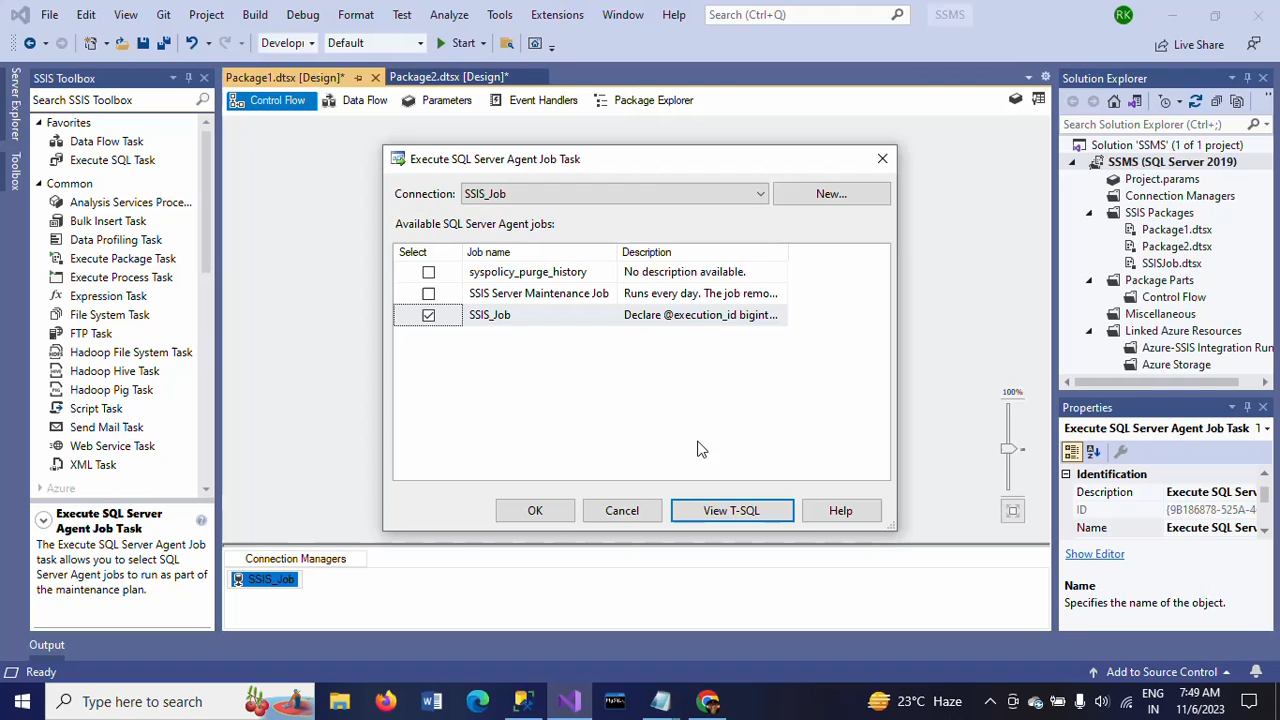 File Edit View Git Project Build Debug Format Test Analyze Tools Extensions Window Help Search (Ctrl+Q) SSMS RK
Developi Default Start Live Share
Server Explorer
Toolbox
SSIS Toolbox
Search SSIS Toolbox
Favorites
Data Flow Task
Execute SQL Task
Common
Analysis Services Proce...
Bulk Insert Task
Data Profiling Task
Execute Package Task
Execute Process Task
Expression Task
File System Task
FTP Task
Hadoop File System Task
Hadoop Hive Task
Hadoop Pig Task
Script Task
Send Mail Task
Web Service Task
XML Task
Azure
Execute SQL Server
Agent Job Task
The Execute SQL Server Agent Job
task allows you to select SQL
Server Agent jobs to run as part of
the maintenance plan.
Package1.dtsx [Design]* Package2.dtsx [Design]*
Control Flow Data Flow Parameters Event Handlers Package Explorer
Execute SQL Server Agent Job Task
Connection: SSIS_Job New...
Available SQL Server Agent jobs:
Select Job name Description
syspolicy_purge_history No description available.
SSIS Server Maintenance Job Runs every day. The job remo...
SSIS_Job Declare @execution_id bigint...
OK Cancel View T-SQL Help
100%
Connection Managers
SSIS_Job
Solution Explorer
Search Solution Explorer (Ctrl+;)
Solution 'SSMS' (1 of 1 project)
SSMS (SQL Server 2019)
Project.params
Connection Managers
SSIS Packages
Package1.dtsx
Package2.dtsx
SSISJob.dtsx
Package Parts
Control Flow
Miscellaneous
Linked Azure Resources
Azure-SSIS Integration Run
Azure Storage
Properties
Execute SQL Server Agent Job Task T
Identification
Description Execute SQL Serv
ID {9B186878-525A-4
Name Execute SQL Serv
Show Editor
Name
Specifies the name of the object.
Output
Ready Add to Source Control
Type here to search 23°C Haze ENG IN 7:49 AM 11/6/2023